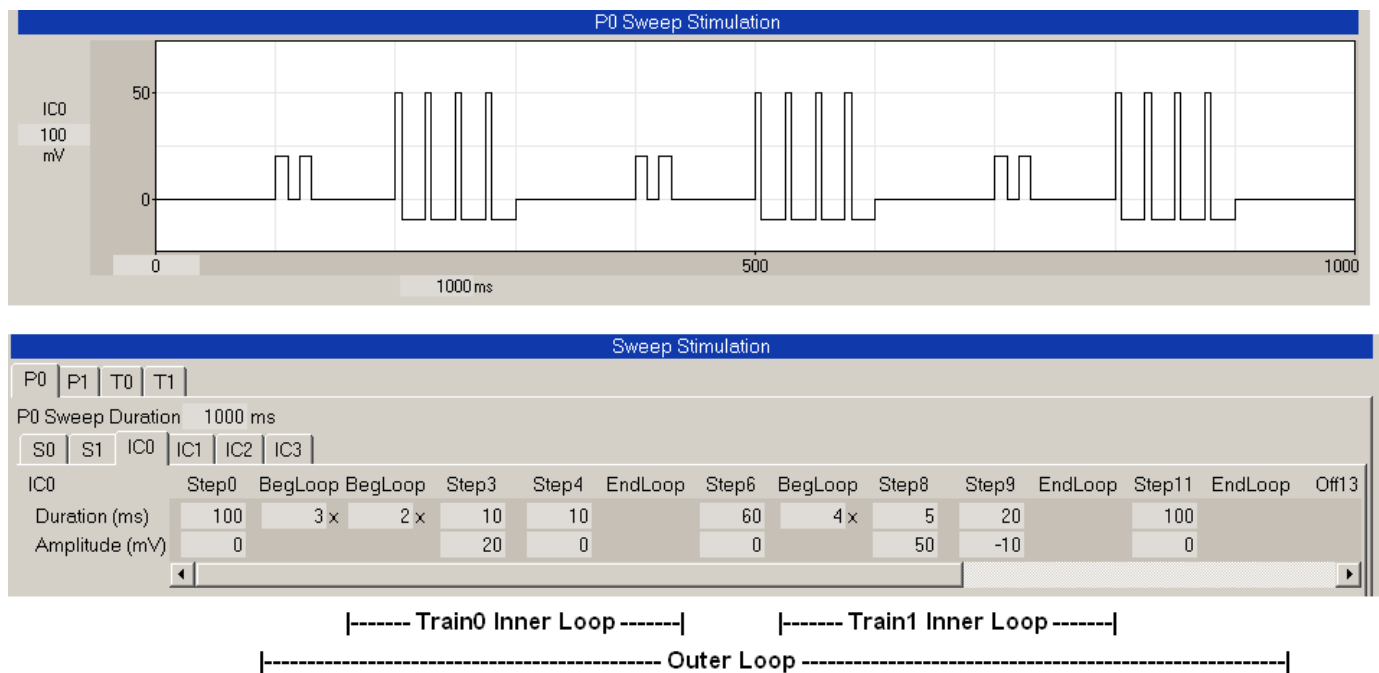 P0 Sweep Stimulation
IC0
100
mV
50
0
0 500 1000
1000 ms
Sweep Stimulation
P0 P1 T0 T1
P0 Sweep Duration 1000 ms
S0 S1 IC0 IC1 IC2 IC3
IC0 Step0 BegLoop BegLoop Step3 Step4 EndLoop Step6 BegLoop Step8 Step9 EndLoop Step11 EndLoop Off13
Duration (ms) 100 3 x 2 x 10 10 60 4 x 5 20 100
Amplitude (mV) 0 20 0 0 50 -10 0
|------- Train0 Inner Loop -------| |------- Train1 Inner Loop -------|
|------------------------------------------ Outer Loop ------------------------------------------------------|